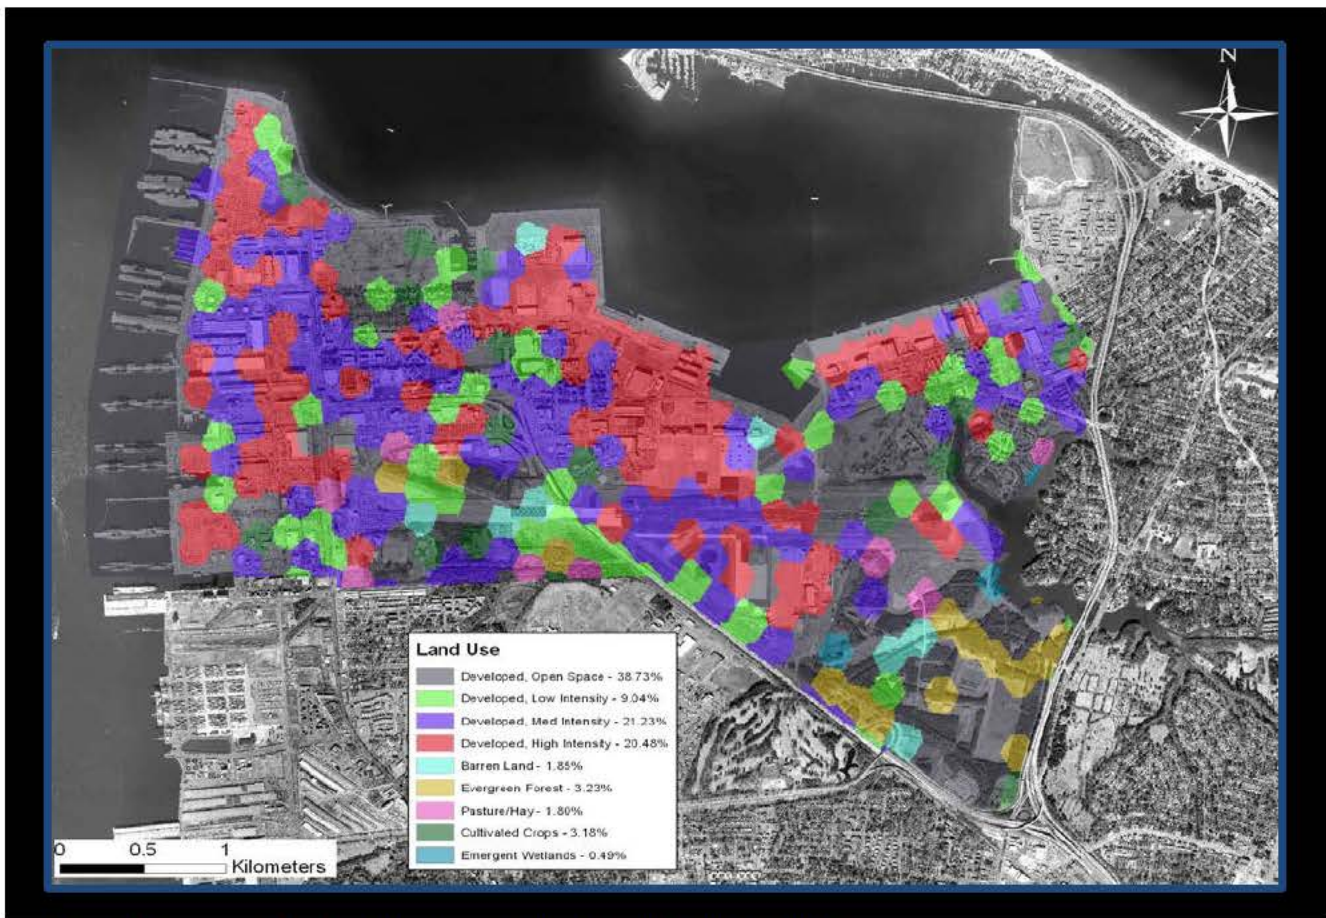 N
Land Use
Developed, Open Space - 38.73%
Developed, Low Intensity - 9.04%
Developed, Med Intensity - 21.23%
Developed, High Intensity - 20.48%
Barren Land - 1.85%
Evergreen Forest - 3.23%
Pasture/Hay - 1.80%
Cultivaled Crops - 3.18%
Emergent Wetlands - 0.49%
0 0.5 1
Kilometers